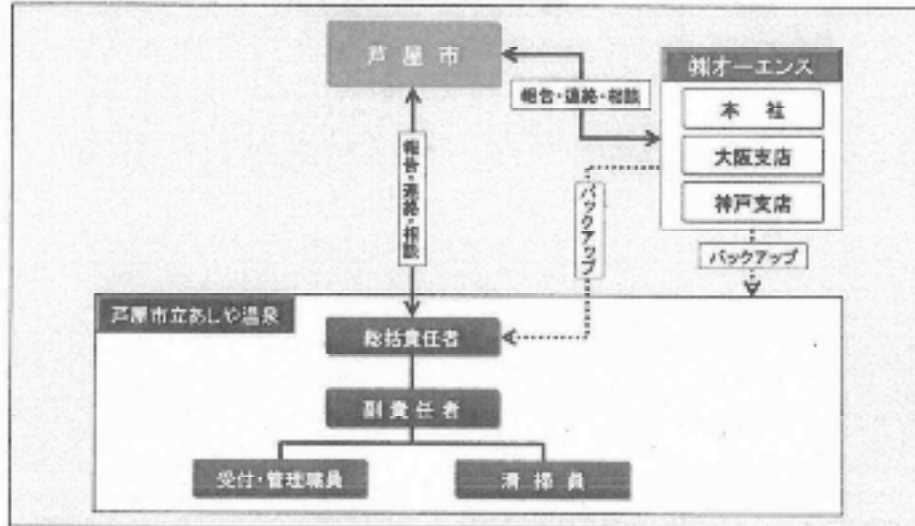 芦屋市
㈱オーエンス
報告・連絡・相談
本社
大阪支店
神戸支店
報告・連絡・相談
バックアップ
バックアップ
芦屋市立あしや温泉
総括責任者
副責任者
受付・管理職員
清掃員